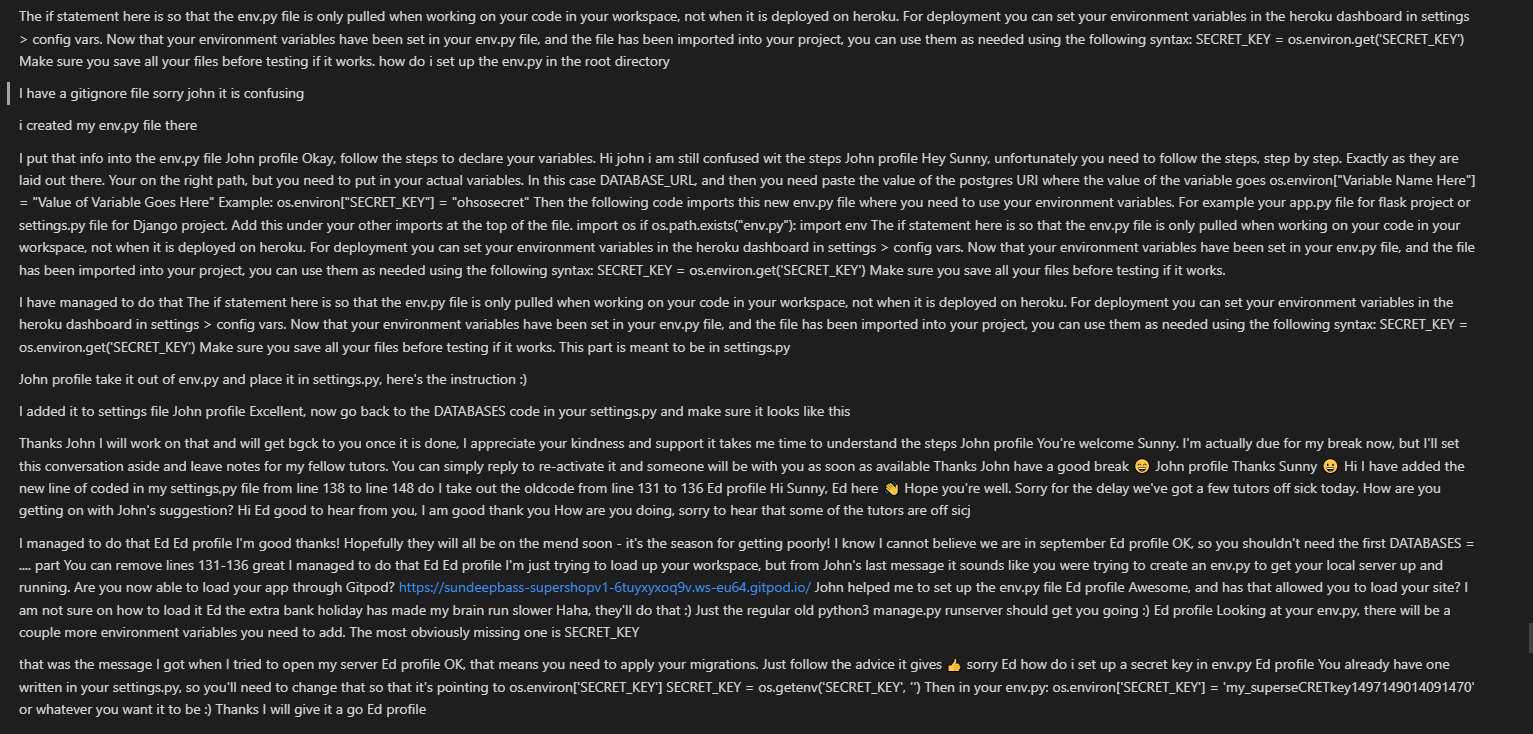 The if statement here is so that the env.py file is only pulled when working on your code in your workspace, not when it is deployed on heroku. For deployment you can set your environment variables in the heroku dashboard in settings
> config vars. Now that your environment variables have been set in your env.py file, and the file has been imported into your project, you can use them as needed using the following syntax: SECRET_KEY = os.environ.get('SECRET_KEY')
Make sure you save all your files before testing if it works. how do i set up the env.py in the root directory
I have a gitignore file sorry john it is confusing
i created my env.py file there
I put that info into the env.py file John profile Okay, follow the steps to declare your variables. Hi john i am still confused wit the steps John profile Hey Sunny, unfortunately you need to follow the steps, step by step. Exactly as they are
laid out there. Your on the right path, but you need to put in your actual variables. In this case DATABASE_URL, and then you need paste the value of the postgres URl where the value of the variable goes os.environ["Variable Name Here"]
= "Value of Variable Goes Here" Example: os.environ["SECRET_KEY"] = "ohsosecret" Then the following code imports this new env.py file where you need to use your environment variables. For example your app.py file for flask project or
settings.py file for Django project. Add this under your other imports at the top of the file. import os if os.path.exists("env.py"): import env The if statement here is so that the env.py file is only pulled when working on your code in your
workspace, not when it is deployed on heroku. For deployment you can set your environment variables in the heroku dashboard in settings > config vars. Now that your environment variables have been set in your env.py file, and the file
has been imported into your project, you can use them as needed using the following syntax: SECRET_KEY = os.environ.get('SECRET_KEY') Make sure you save all your files before testing if it works.
I have managed to do that The if statement here is so that the env.py file is only pulled when working on your code in your workspace, not when it is deployed on heroku. For deployment you can set your environment variables in the
heroku dashboard in settings > config vars. Now that your environment variables have been set in your env.py file, and the file has been imported into your project, you can use them as needed using the following syntax: SECRET_KEY =
os.environ.get('SECRET_KEY') Make sure you save all your files before testing if it works. This part is meant to be in settings.py
John profile take it out of env.py and place it in settings.py, here's the instruction :)
I added it to settings file John profile Excellent, now go back to the DATABASES code in your settings.py and make sure it looks like this
Thanks John I will work on that and will get bgck to you once it is done, I appreciate your kindness and support it takes me time to understand the steps John profile You're welcome Sunny. I'm actually due for my break now, but I'll set
this conversation aside and leave notes for my fellow tutors. You can simply reply to re-activate it and someone will be with you as soon as available Thanks John have a good break 😄 John profile Thanks Sunny 😀 Hi I have added the
new line of coded in my settings,py file from line 138 to line 148 do I take out the oldcode from line 131 to 136 Ed profile Hi Sunny, Ed here 👋 Hope you're well. Sorry for the delay we've got a few tutors off sick today. How are you
getting on with John's suggestion? Hi Ed good to hear from you, I am good thank you How are you doing, sorry to hear that some of the tutors are off sicj
I managed to do that Ed Ed profile I'm good thanks! Hopefully they will all be on the mend soon - it's the season for getting poorly! I know I cannot believe we are in september Ed profile OK, so you shouldn't need the first DATABASES =
.... part You can remove lines 131-136 great I managed to do that Ed Ed profile I'm just trying to load up your workspace, but from John's last message it sounds like you were trying to create an env.py to get your local server up and
running. Are you now able to load your app through Gitpod? https://sundeepbass-supershopv1-6tuyxyxoq9v.ws-eu64.gitpod.io/ John helped me to set up the env.py file Ed profile Awesome, and has that allowed you to load your site? I
am not sure on how to load it Ed the extra bank holiday has made my brain run slower Haha, they'll do that :) Just the regular old python3 manage.py runserver should get you going :) Ed profile Looking at your env.py, there will be a
couple more environment variables you need to add. The most obviously missing one is SECRET_KEY
that was the message I got when I tried to open my server Ed profile OK, that means you need to apply your migrations. Just follow the advice it gives 👍 sorry Ed how do i set up a secret key in env.py Ed profile You already have one
written in your settings.py, so you'll need to change that so that it's pointing to os.environ['SECRET_KEY'] SECRET_KEY = os.getenv('SECRET_KEY', '') Then in your env.py: os.environ['SECRET_KEY'] = 'my_superseCRETkey1497149014091470'
or whatever you want it to be :) Thanks I will give it a go Ed profile